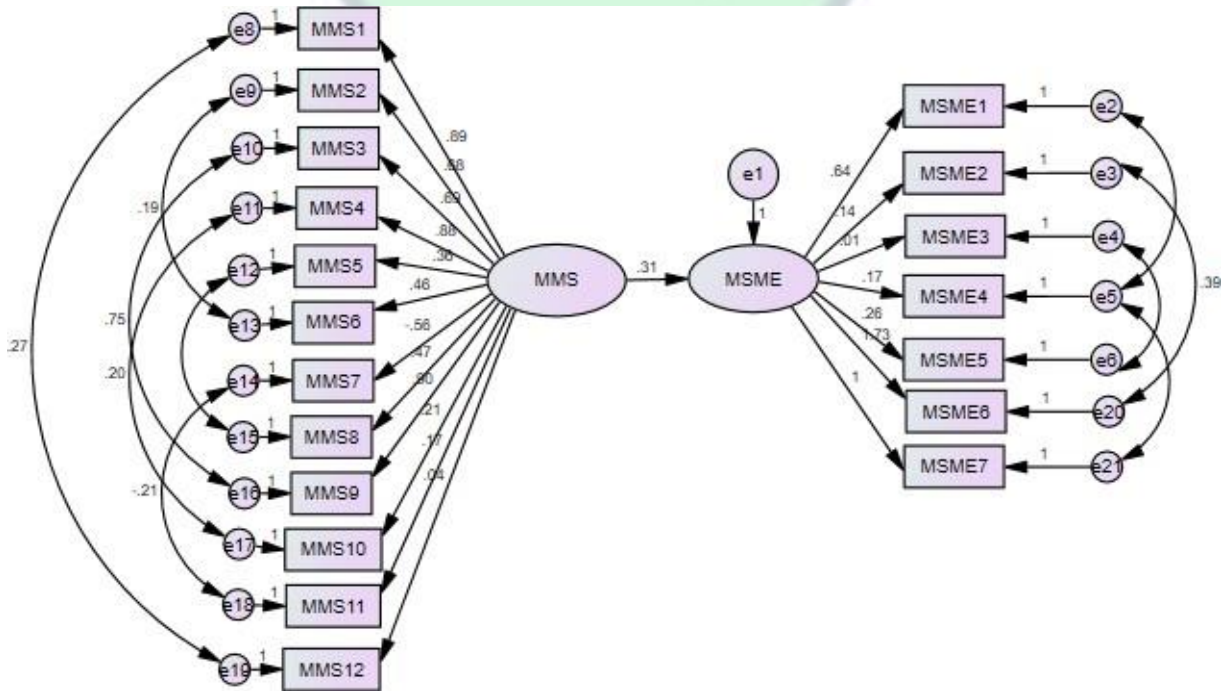 e8 1 MMS1
e9 1 MMS2
e10 1 MMS3
e11 1 MMS4
e12 1 MMS5
e13 1 MMS6
e14 1 MMS7
e15 1 MMS8
e16 1 MMS9
e17 1 MMS10
e18 1 MMS11
e19 1 MMS12
.19
.75
.27
.20
-.21
.89
.69
.88
.36
.46
-.56
.47
.21
.17
.04
MMS
.31
e1
1
MSME
.64
.14
.01
.17
.26
1.73
1
MSME1 1 e2
MSME2 1 e3
MSME3 1 e4
MSME4 1 e5
MSME5 1 e6
MSME6 1 e20
MSME7 1 e21
.39